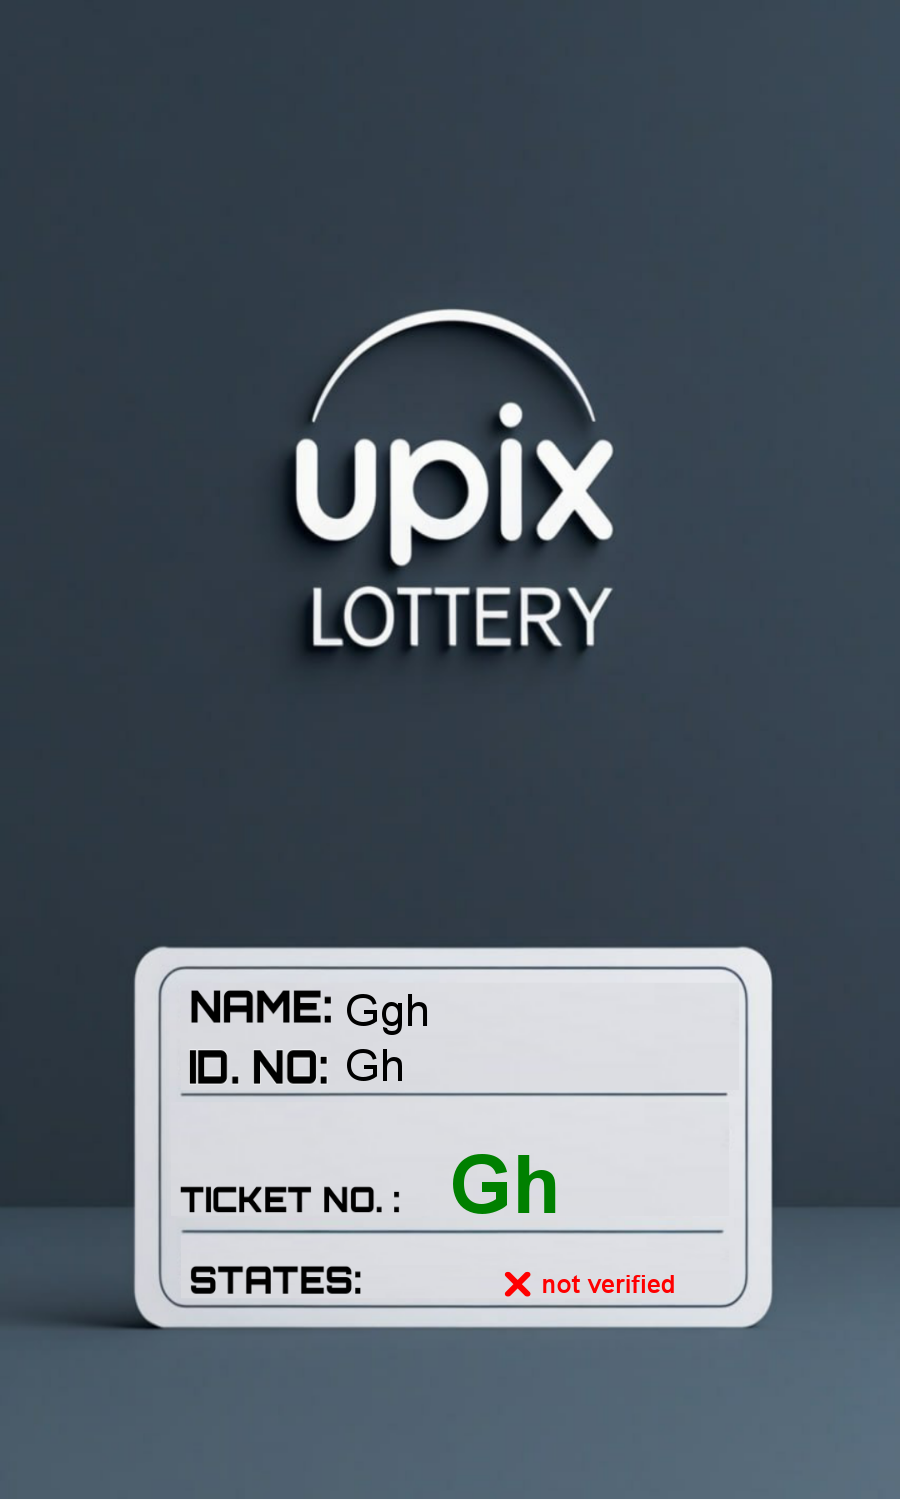 upix
LOTTERY
NAME: Ggh
ID. NO: Gh
TICKET NO. : Gh
STATES: ❌ not verified